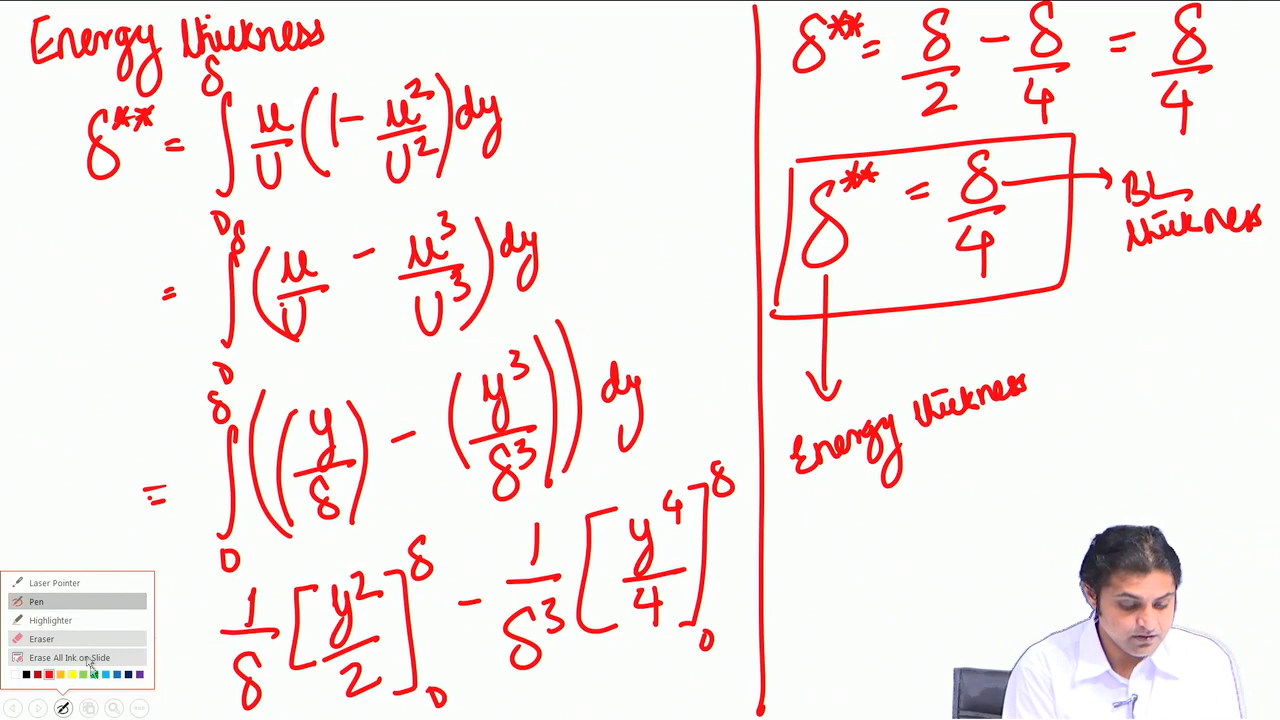 Energy thickness
δ** = ∫₀^δ u/U (1 - u²/U²) dy
= ∫₀^δ (u/U - u³/U³) dy
= ∫₀^δ ((y/δ) - (y³/δ³)) dy
1/δ [y²/2]₀^δ - 1/δ³ [y⁴/4]₀^δ
δ** = δ/2 - δ/4 = δ/4
δ** = δ/4
BL
thickness
Energy thickness
Laser Pointer
Pen
Highlighter
Eraser
Erase All Ink on Slide